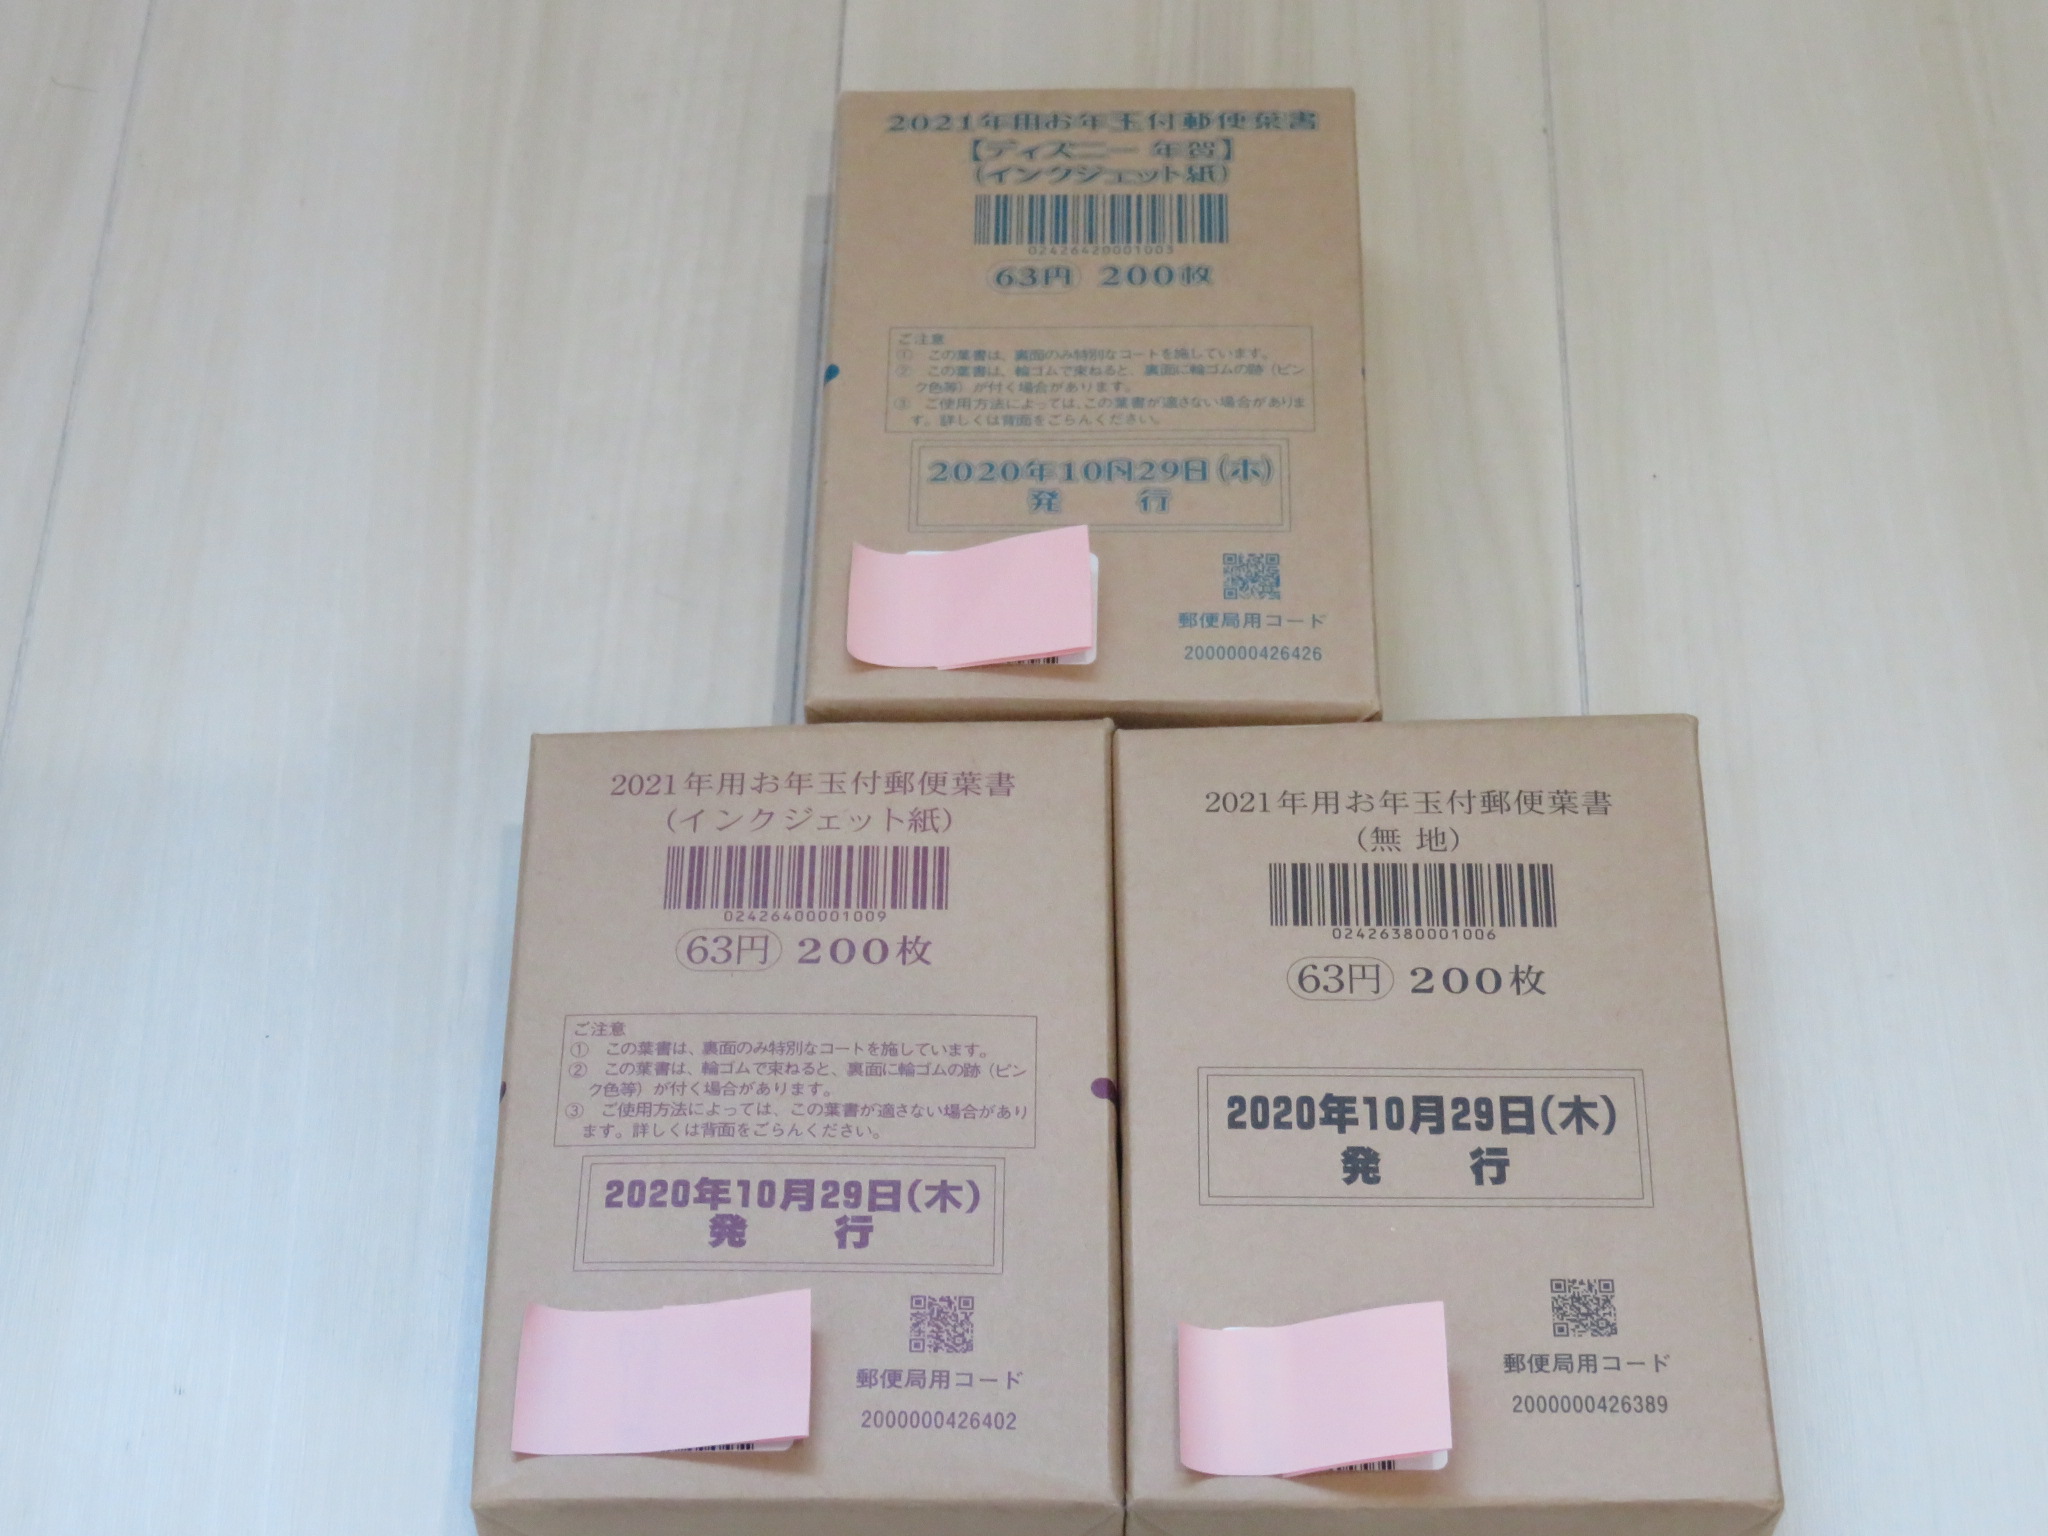 2021年用お年玉付郵便葉書
【ディズニー 年賀】
(インクジェット紙)
02426420001003
63円 200枚
ご注意
① この葉書は、裏面のみ特別なコートを施しています。
② この葉書は、輪ゴムで束ねると、裏面に輪ゴムの跡(ピン
ク色等)が付く場合があります。
③ ご使用方法によっては、この葉書が適さない場合がありま
す。詳しくは背面をごらんください。
2020年10月29日(木)
発 行
郵便局用コード
2000000426426
2021年用お年玉付郵便葉書
(インクジェット紙)
02426400001009
63円 200枚
ご注意
① この葉書は、裏面のみ特別なコートを施しています。
② この葉書は、輪ゴムで束ねると、裏面に輪ゴムの跡(ピン
ク色等)が付く場合があります。
③ ご使用方法によっては、この葉書が適さない場合があり
ます。詳しくは背面をごらんください。
2020年10月29日(木)
発 行
郵便局用コード
2000000426402
2021年用お年玉付郵便葉書
(無 地)
02426380001006
63円 200枚
2020年10月29日(木)
発 行
郵便局用コード
2000000426389